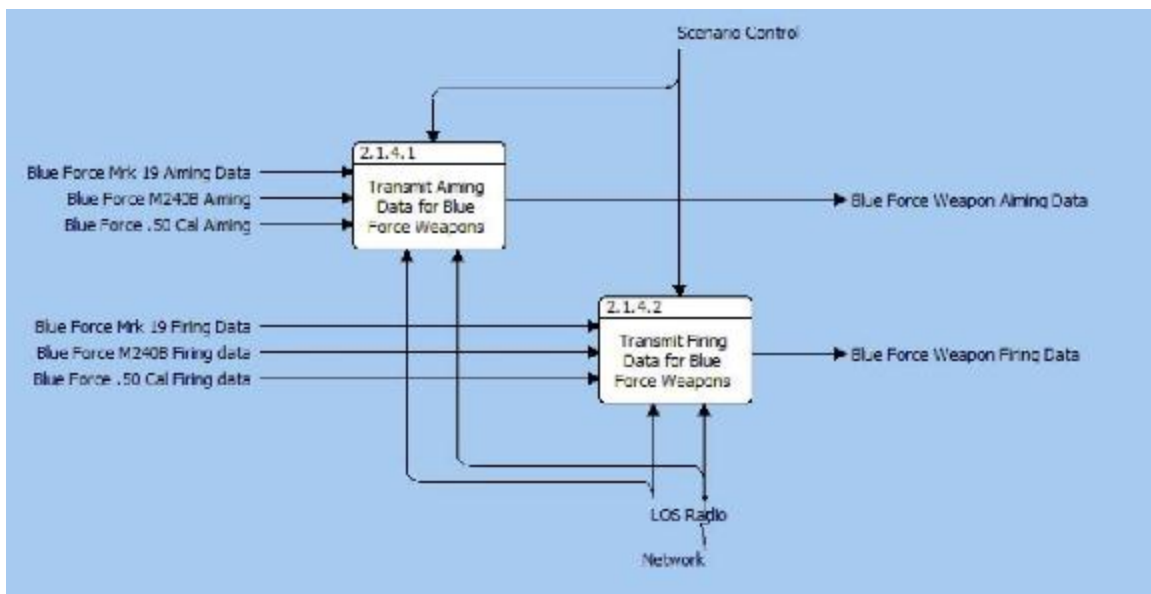 Scenario Control
2.1.4.1
Transmit Aiming
Data for Blue
Force Weapons
Blue Force Mrk 19 Aiming Data
Blue Force M240B Aiming
Blue Force .50 Cal Aiming
Blue Force Weapon Aiming Data
2.1.4.2
Transmit Firing
Data for Blue
Force Weapons
Blue Force Mrk 19 Firing Data
Blue Force M240B Firing data
Blue Force .50 Cal Firing data
Blue Force Weapon Firing Data
LOS Radio
Network